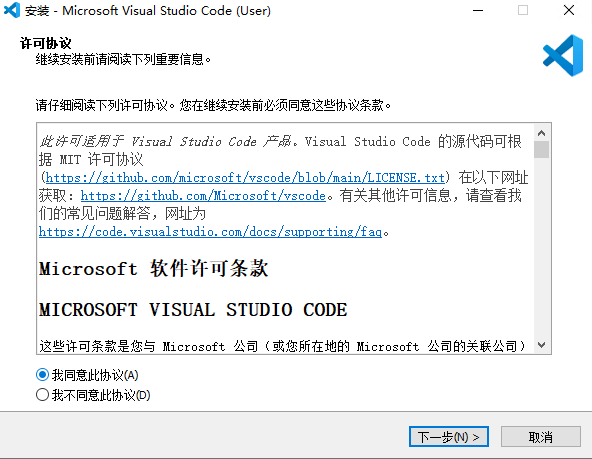 安装 - Microsoft Visual Studio Code (User)
许可协议
继续安装前请阅读下列重要信息。
请仔细阅读下列许可协议。您在继续安装前必须同意这些协议条款。
此许可适用于 Visual Studio Code 产品。Visual Studio Code 的源代码可根
据 MIT 许可协议
(https://github.com/microsoft/vscode/blob/main/LICENSE.txt) 在以下网址
获取：https://github.com/Microsoft/vscode。有关其他许可信息，请查看我
们的常见问题解答，网址为
https://code.visualstudio.com/docs/supporting/faq。
Microsoft 软件许可条款
MICROSOFT VISUAL STUDIO CODE
这些许可条款是您与 Microsoft 公司（或您所在地的 Microsoft 公司的关联公司）
我同意此协议(A)
我不同意此协议(D)
下一步(N) >
取消